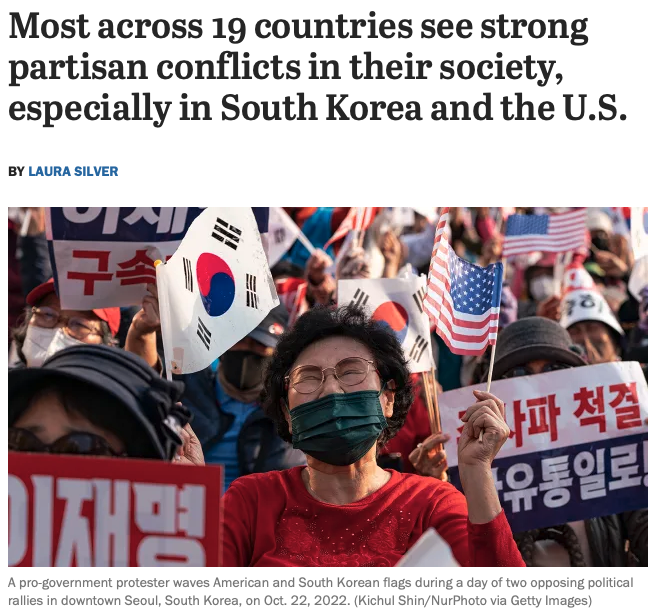 Most across 19 countries see strong
partisan conflicts in their society,
especially in South Korea and the U.S.
BY LAURA SILVER
이재
구속
주사파 척결
자유통일로!
이재명
A pro-government protester waves American and South Korean flags during a day of two opposing political
rallies in downtown Seoul, South Korea, on Oct. 22, 2022. (Kichul Shin/NurPhoto via Getty Images)